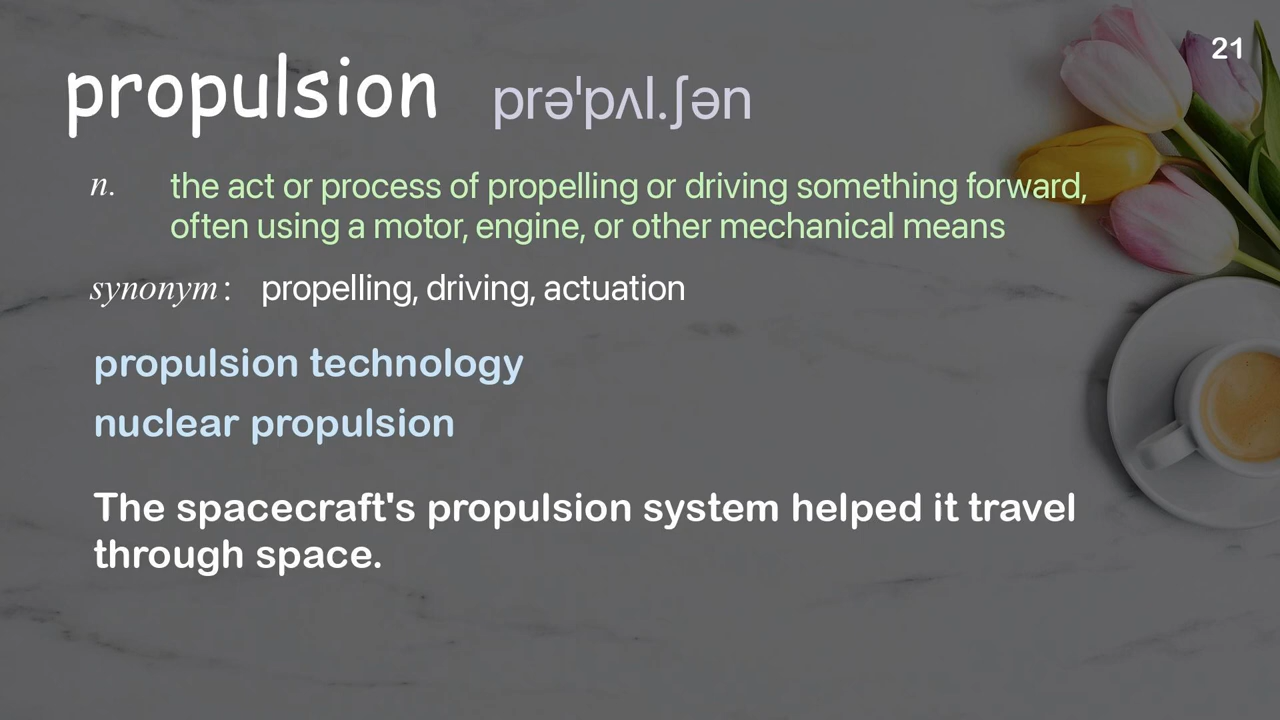 21
propulsion prəˈpʌl.ʃən
n. the act or process of propelling or driving something forward,
often using a motor, engine, or other mechanical means
synonym: propelling, driving, actuation
propulsion technology
nuclear propulsion
The spacecraft's propulsion system helped it travel
through space.